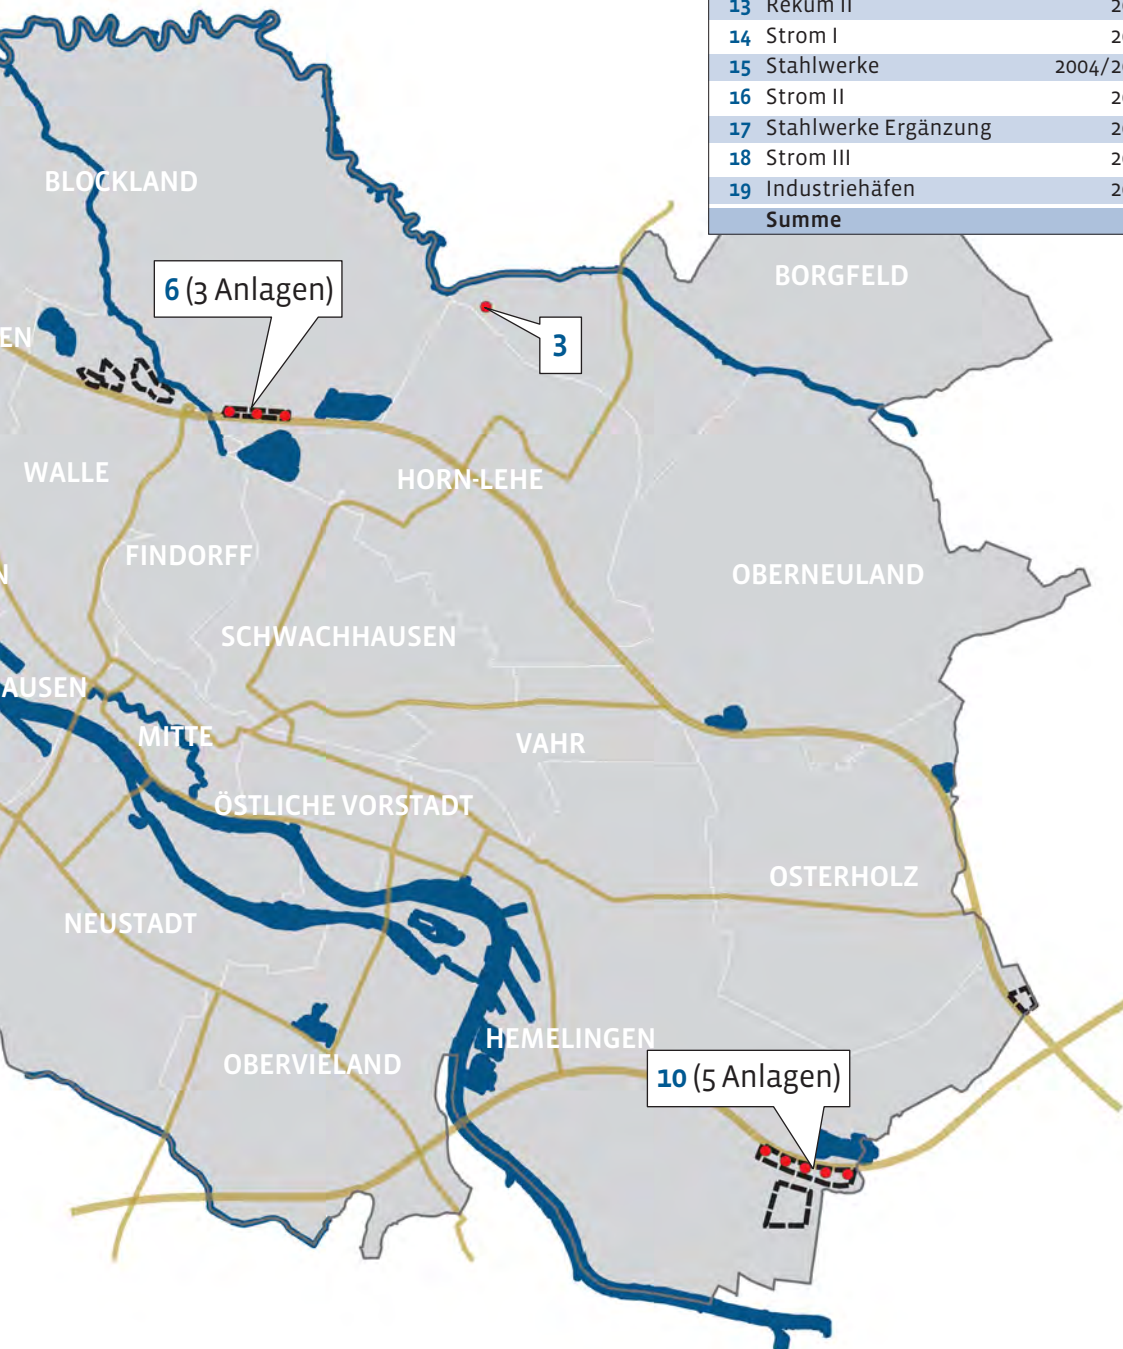 13 Rekum II
14 Strom I
15 Stahlwerke 2004/
16 Strom II
17 Stahlwerke Ergänzung
18 Strom III
19 Industriehäfen
Summe
BLOCKLAND
BORGFELD
6 (3 Anlagen)
EN
3
WALLE
HORN-LEHE
FINDORFF
N
OBERNEULAND
SCHWACHHAUSEN
AUSEN
MITTE
VAHR
ÖSTLICHE VORSTADT
OSTERHOLZ
NEUSTADT
HEMELINGEN
OBERVIELAND
10 (5 Anlagen)